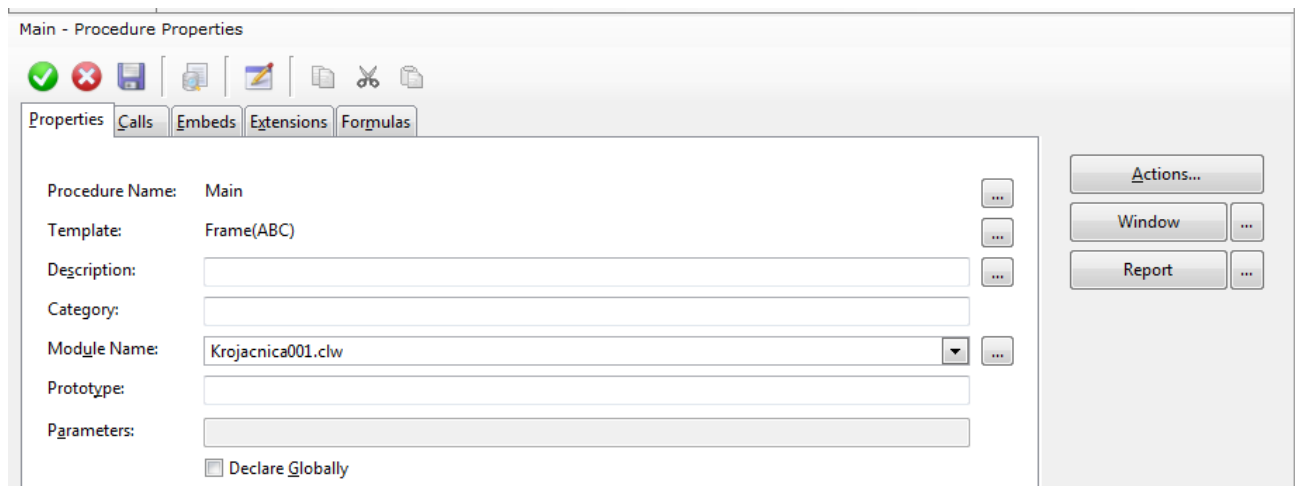 Main - Procedure Properties
Properties Calls Embeds Extensions Formulas
Procedure Name: Main ...
Template: Frame(ABC) ...
Description: ...
Category:
Module Name: Krojacnica001.clw ...
Prototype:
Parameters:
Declare Globally
Actions...
Window ...
Report ...